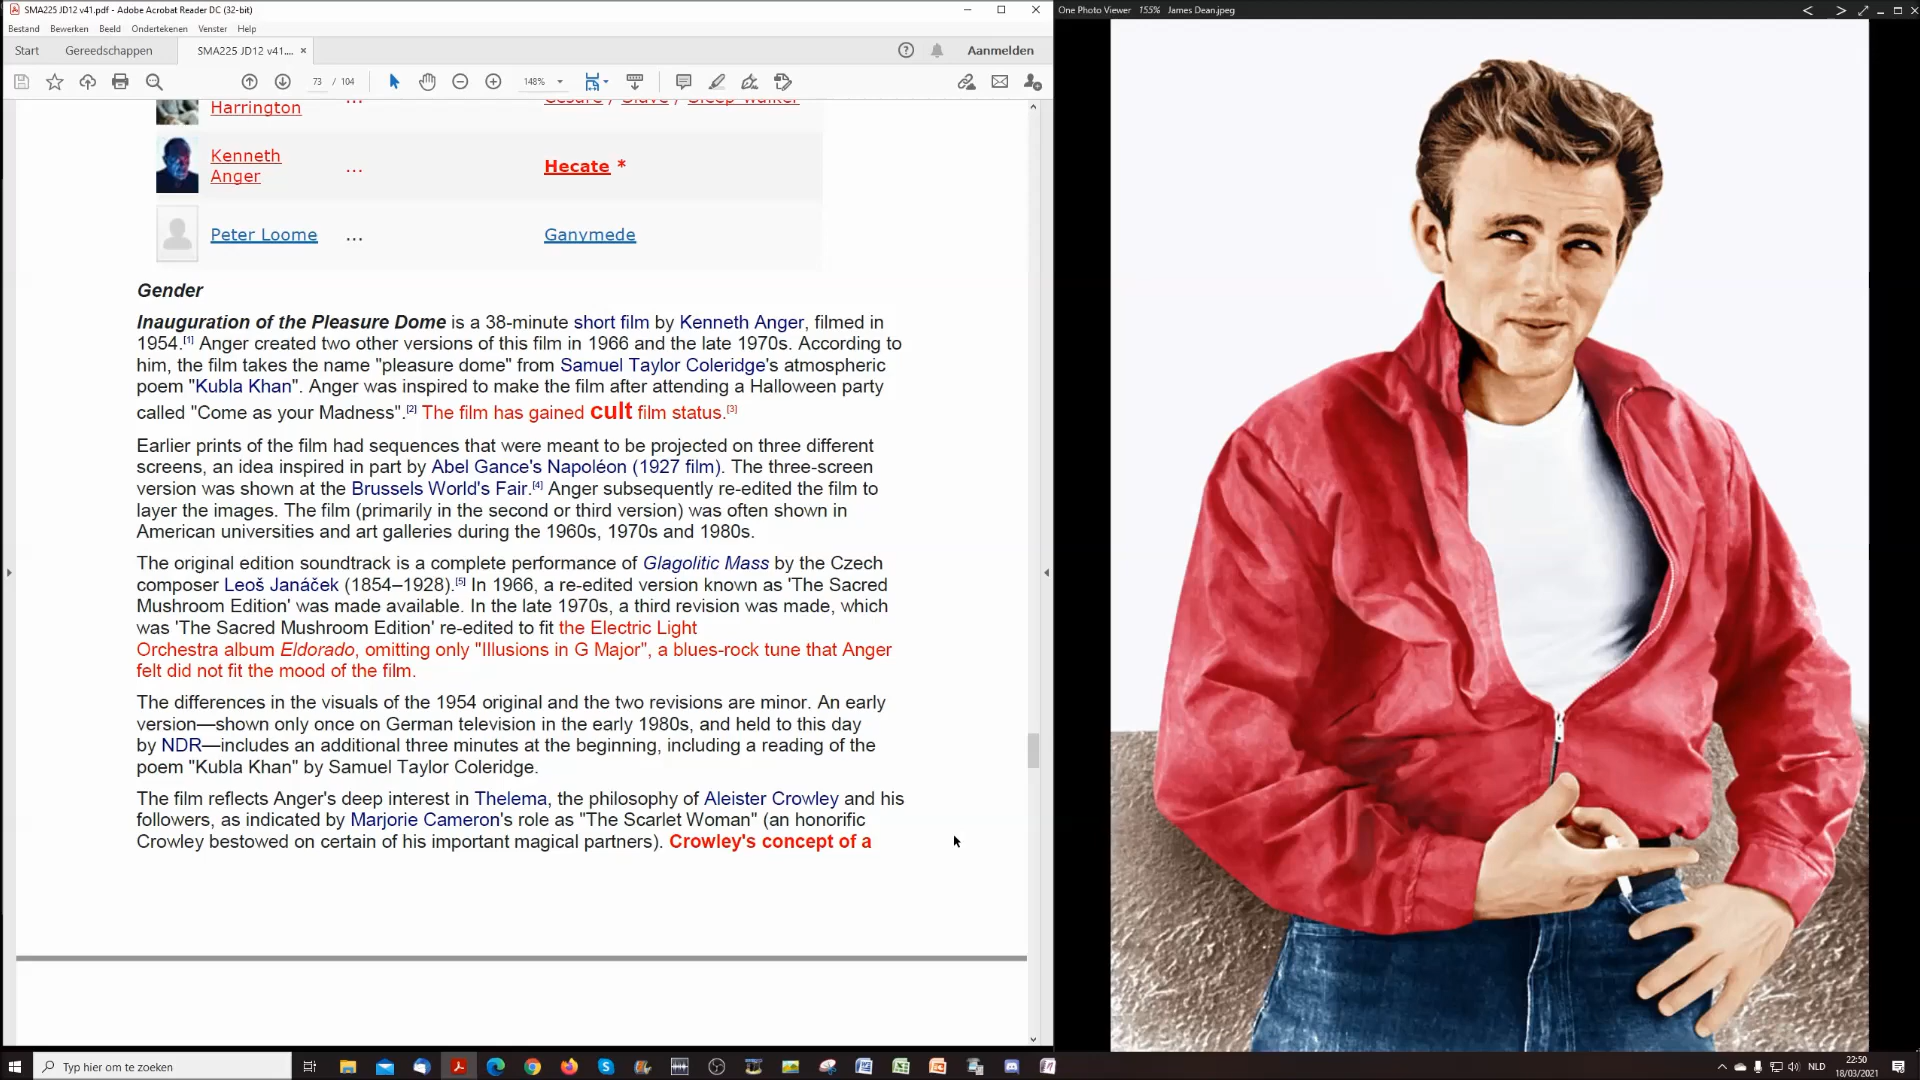 SMA225 JD12 v41.pdf - Adobe Acrobat Reader DC (32-bit)
Bestand Bewerken Beeld Ondertekenen Venster Help
Start Gereedschappen SMA225 JD12 v41.... × Aanmelden
73 / 104 148%
Harrington ... Cesare / Slave / Sleep Walker
Kenneth
Anger ... Hecate *
Peter Loome ... Ganymede
Gender
Inauguration of the Pleasure Dome is a 38-minute short film by Kenneth Anger, filmed in
1954.[1] Anger created two other versions of this film in 1966 and the late 1970s. According to
him, the film takes the name "pleasure dome" from Samuel Taylor Coleridge's atmospheric
poem "Kubla Khan". Anger was inspired to make the film after attending a Halloween party
called "Come as your Madness".[2] The film has gained cult film status.[3]
Earlier prints of the film had sequences that were meant to be projected on three different
screens, an idea inspired in part by Abel Gance's Napoléon (1927 film). The three-screen
version was shown at the Brussels World's Fair.[4] Anger subsequently re-edited the film to
layer the images. The film (primarily in the second or third version) was often shown in
American universities and art galleries during the 1960s, 1970s and 1980s.
The original edition soundtrack is a complete performance of Glagolitic Mass by the Czech
composer Leoš Janáček (1854–1928).[5] In 1966, a re-edited version known as 'The Sacred
Mushroom Edition' was made available. In the late 1970s, a third revision was made, which
was 'The Sacred Mushroom Edition' re-edited to fit the Electric Light
Orchestra album Eldorado, omitting only "Illusions in G Major", a blues-rock tune that Anger
felt did not fit the mood of the film.
The differences in the visuals of the 1954 original and the two revisions are minor. An early
version—shown only once on German television in the early 1980s, and held to this day
by NDR—includes an additional three minutes at the beginning, including a reading of the
poem "Kubla Khan" by Samuel Taylor Coleridge.
The film reflects Anger's deep interest in Thelema, the philosophy of Aleister Crowley and his
followers, as indicated by Marjorie Cameron's role as "The Scarlet Woman" (an honorific
Crowley bestowed on certain of his important magical partners). Crowley's concept of a
One Photo Viewer 155% James Dean.jpeg
Typ hier om te zoeken
NLD
22:50
18/03/2021